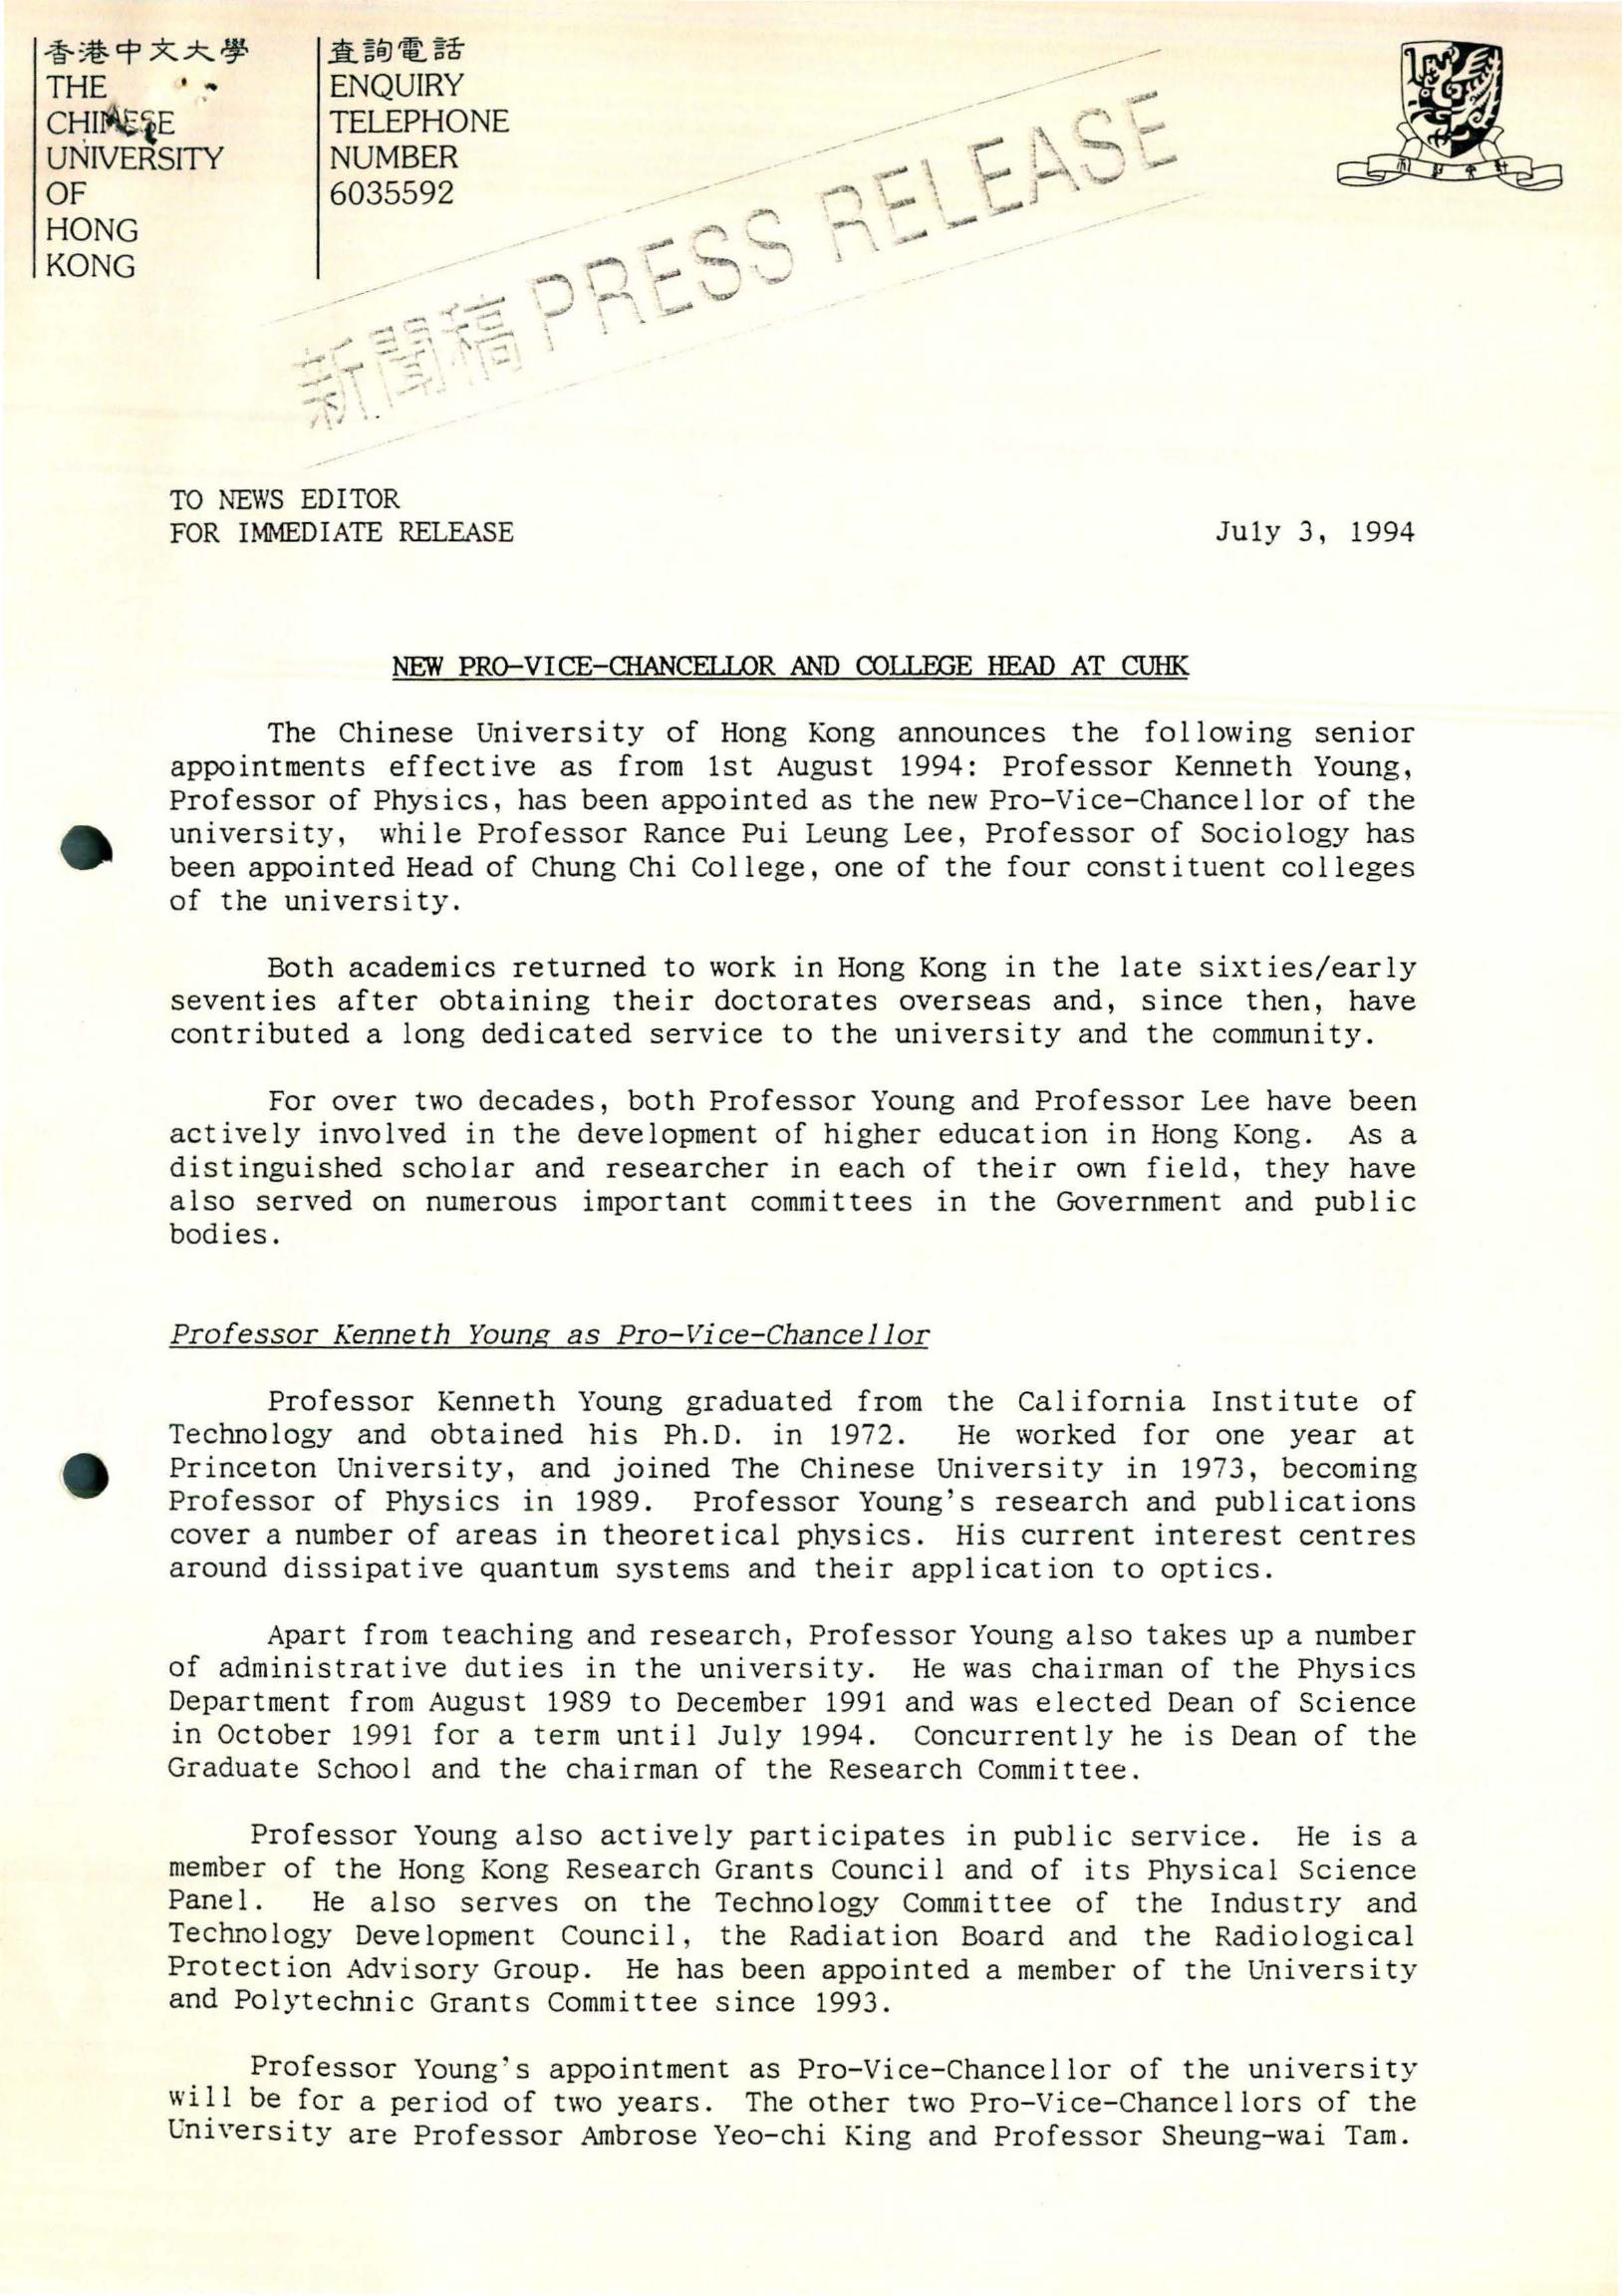 香港中文大學
THE
CHINESE
UNIVERSITY
OF
HONG
KONG
查詢電話
ENQUIRY
TELEPHONE
NUMBER
6035592
新聞稿 PRESS RELEASE
TO NEWS EDITOR
FOR IMMEDIATE RELEASE
July 3, 1994
NEW PRO-VICE-CHANCELLOR AND COLLEGE HEAD AT CUHK
The Chinese University of Hong Kong announces the following senior
appointments effective as from 1st August 1994: Professor Kenneth Young,
Professor of Physics, has been appointed as the new Pro-Vice-Chancellor of the
university, while Professor Rance Pui Leung Lee, Professor of Sociology has
been appointed Head of Chung Chi College, one of the four constituent colleges
of the university.
Both academics returned to work in Hong Kong in the late sixties/early
seventies after obtaining their doctorates overseas and, since then, have
contributed a long dedicated service to the university and the community.
For over two decades, both Professor Young and Professor Lee have been
actively involved in the development of higher education in Hong Kong. As a
distinguished scholar and researcher in each of their own field, they have
also served on numerous important committees in the Government and public
bodies.
Professor Kenneth Young as Pro-Vice-Chancellor
Professor Kenneth Young graduated from the California Institute of
Technology and obtained his Ph.D. in 1972. He worked for one year at
Princeton University, and joined The Chinese University in 1973, becoming
Professor of Physics in 1989. Professor Young's research and publications
cover a number of areas in theoretical physics. His current interest centres
around dissipative quantum systems and their application to optics.
Apart from teaching and research, Professor Young also takes up a number
of administrative duties in the university. He was chairman of the Physics
Department from August 1989 to December 1991 and was elected Dean of Science
in October 1991 for a term until July 1994. Concurrently he is Dean of the
Graduate School and the chairman of the Research Committee.
Professor Young also actively participates in public service. He is a
member of the Hong Kong Research Grants Council and of its Physical Science
Panel. He also serves on the Technology Committee of the Industry and
Technology Development Council, the Radiation Board and the Radiological
Protection Advisory Group. He has been appointed a member of the University
and Polytechnic Grants Committee since 1993.
Professor Young's appointment as Pro-Vice-Chancellor of the university
will be for a period of two years. The other two Pro-Vice-Chancellors of the
University are Professor Ambrose Yeo-chi King and Professor Sheung-wai Tam.